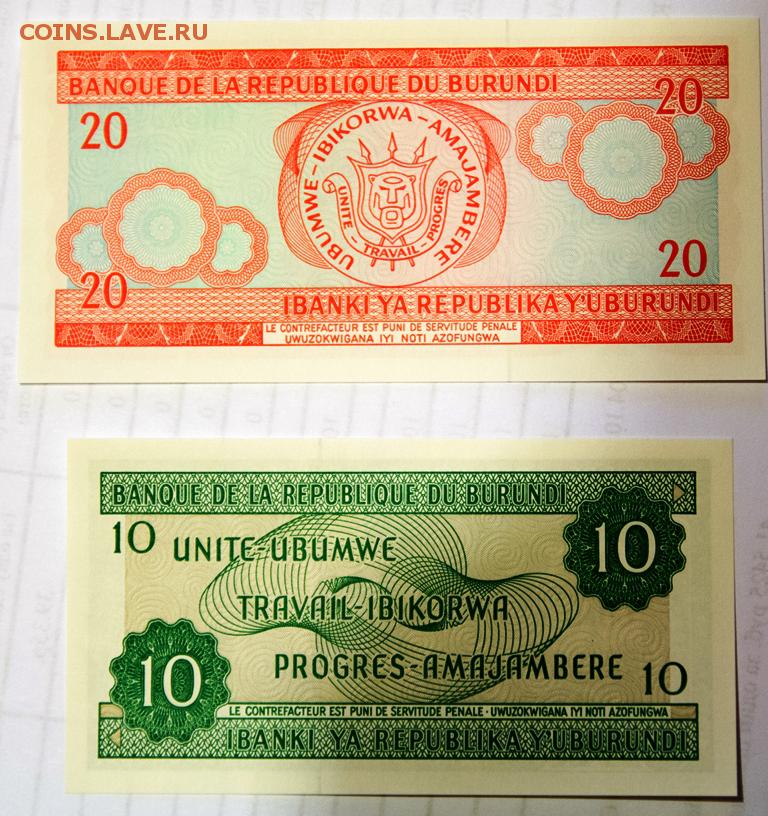 COINS.LAVE.RU
BANQUE DE LA REPUBLIQUE DU BURUNDI
20
20
UBUMWE - IBIKORWA - AMAJAMBERE
UNITE - TRAVAIL - PROGRES
20
20
IBANKI YA REPUBLIKA Y'UBURUNDI
LE CONTREFACTEUR EST PUNI DE SERVITUDE PENALE
UWUZOKWIGANA IYI NOTI AZOFUNGWA
BANQUE DE LA REPUBLIQUE DU BURUNDI
10
10
UNITE-UBUMWE
TRAVAIL-IBIKORWA
PROGRES-AMAJAMBERE
10
10
LE CONTREFACTEUR EST PUNI DE SERVITUDE PENALE · UWUZOKWIGANA IYI NOTI AZOFUNGWA
IBANKI YA REPUBLIKA Y'UBURUNDI